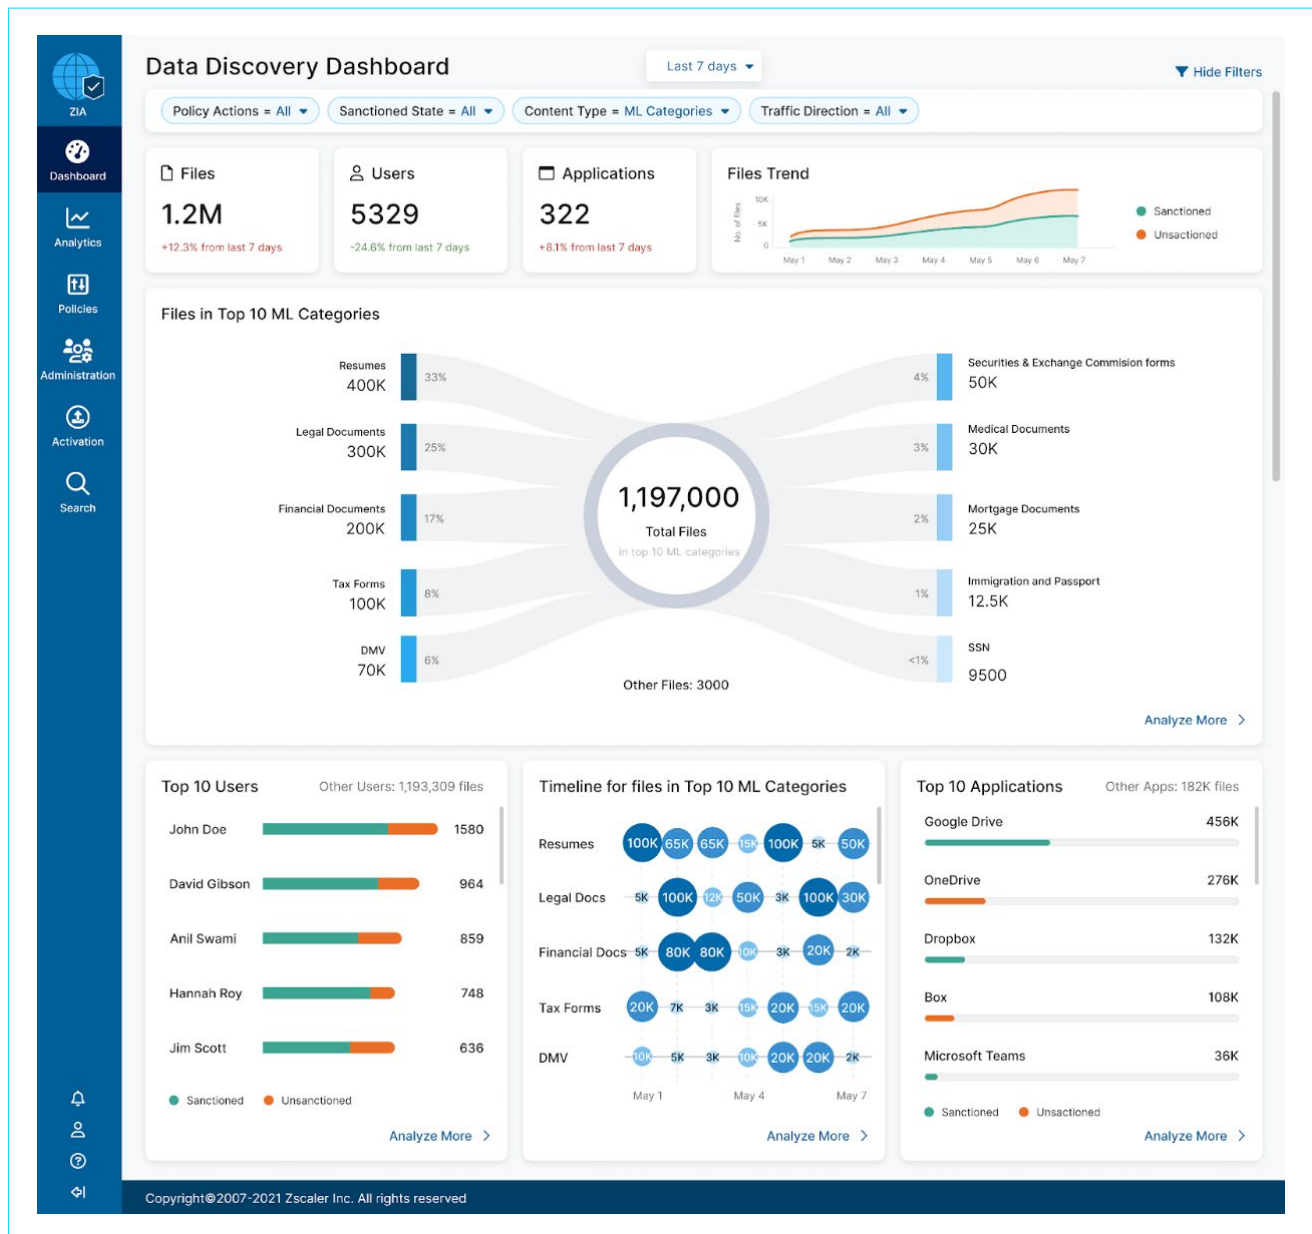 ZIA
Dashboard
Analytics
Policies
Administration
Activation
Search
Data Discovery Dashboard
Last 7 days
Hide Filters
Policy Actions = All
Sanctioned State = All
Content Type = ML Categories
Traffic Direction = All
Files
1.2M
+12.3% from last 7 days
Users
5329
-24.6% from last 7 days
Applications
322
+8.1% from last 7 days
Files Trend
No. of files
10K
5K
0
May 1 May 2 May 3 May 4 May 5 May 6 May 7
Sanctioned
Unsactioned
Files in Top 10 ML Categories
Resumes
400K
33%
Legal Documents
300K
25%
Financial Documents
200K
17%
Tax Forms
100K
8%
DMV
70K
6%
1,197,000
Total Files
in top 10 ML categories
Other Files: 3000
4%
Securities & Exchange Commision forms
50K
3%
Medical Documents
30K
2%
Mortgage Documents
25K
1%
Immigration and Passport
12.5K
<1%
SSN
9500
Analyze More
Top 10 Users
Other Users: 1,193,309 files
John Doe 1580
David Gibson 964
Anil Swami 859
Hannah Roy 748
Jim Scott 636
Sanctioned Unsanctioned
Analyze More
Timeline for files in Top 10 ML Categories
Resumes 100K 65K 65K 15K 100K 5K 50K
Legal Docs 5K 100K 12K 50K 3K 100K 30K
Financial Docs 5K 80K 80K 10K 3K 20K 2K
Tax Forms 20K 7K 3K 15K 20K 15K 20K
DMV 10K 5K 3K 10K 20K 20K 2K
May 1 May 4 May 7
Analyze More
Top 10 Applications
Other Apps: 182K files
Google Drive 456K
OneDrive 276K
Dropbox 132K
Box 108K
Microsoft Teams 36K
Sanctioned Unsactioned
Analyze More
Copyright©2007-2021 Zscaler Inc. All rights reserved